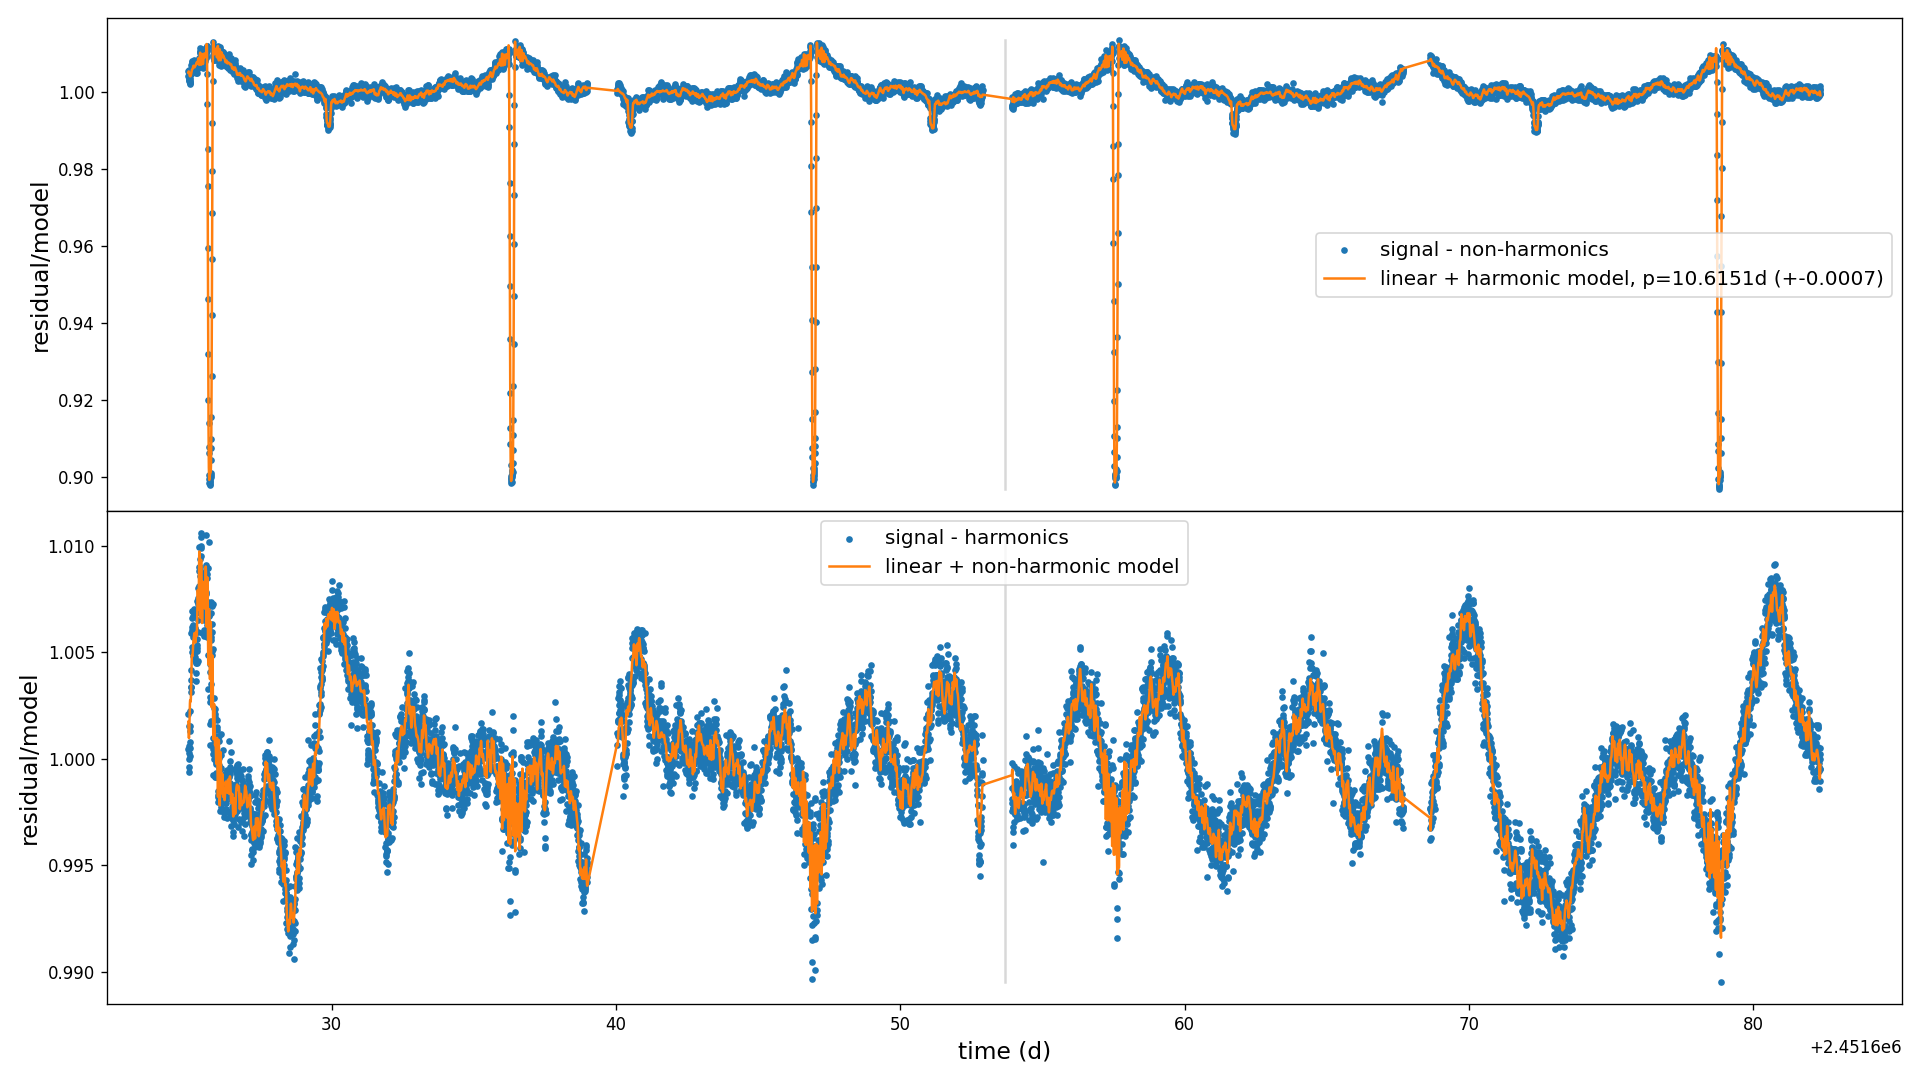 1.00
0.98
0.96
0.94
0.92
0.90
residual/model
signal - non-harmonics
linear + harmonic model, p=10.6151d (+-0.0007)
1.010
1.005
1.000
0.995
0.990
residual/model
signal - harmonics
linear + non-harmonic model
30 40 50 60 70 80
time (d)
+2.4516e6